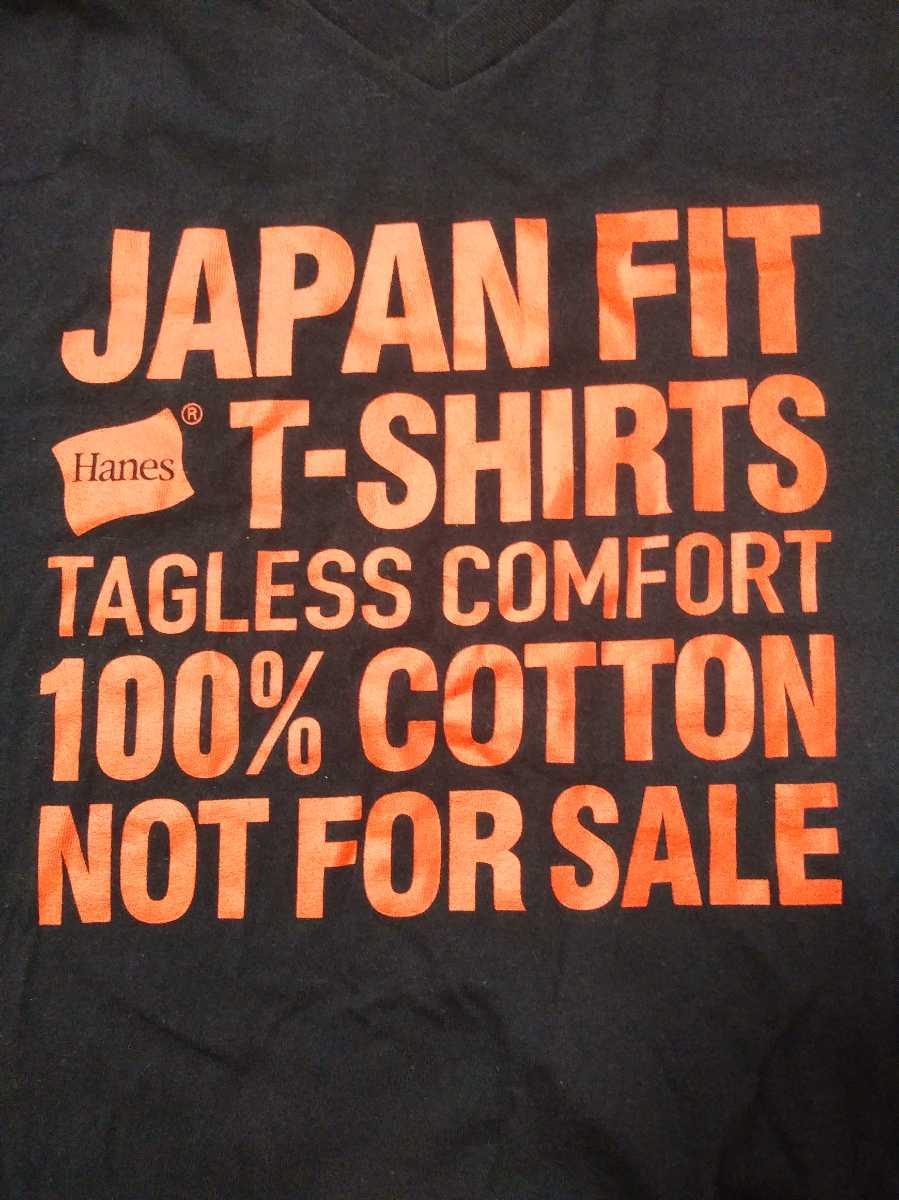 JAPAN FIT
Hanes® T-SHIRTS
TAGLESS COMFORT
100% COTTON
NOT FOR SALE